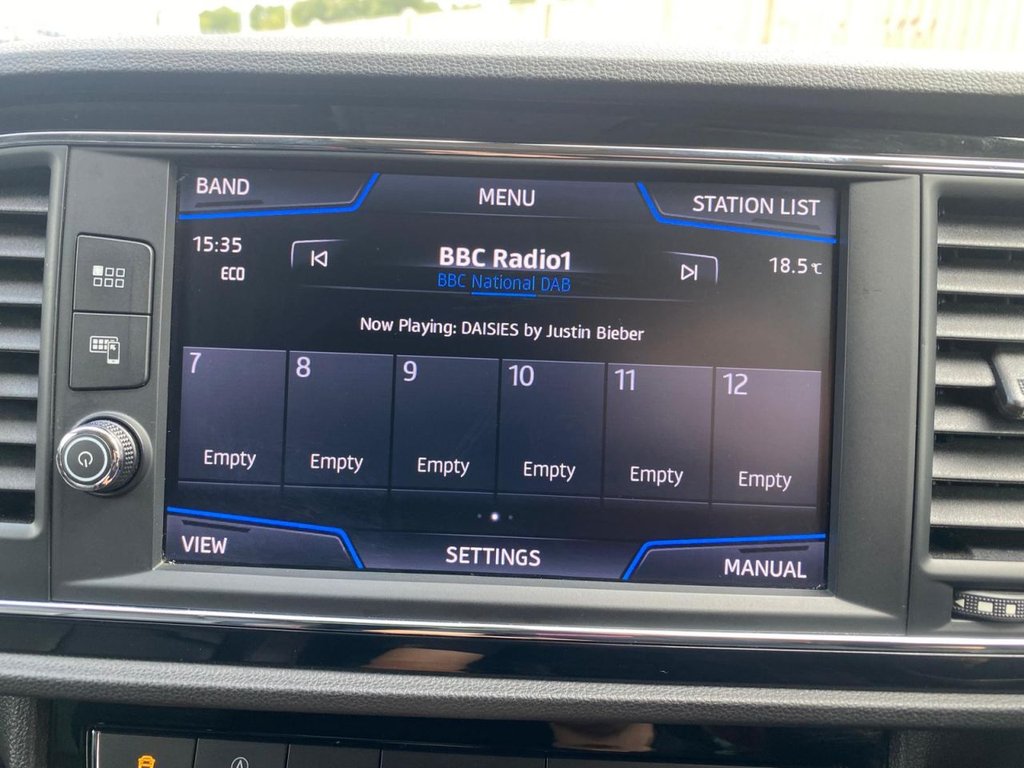 BAND MENU STATION LIST
15:35 BBC Radio1 18.5℃
ECO BBC National DAB
Now Playing: DAISIES by Justin Bieber
7 8 9 10 11 12
Empty Empty Empty Empty Empty Empty
VIEW SETTINGS MANUAL